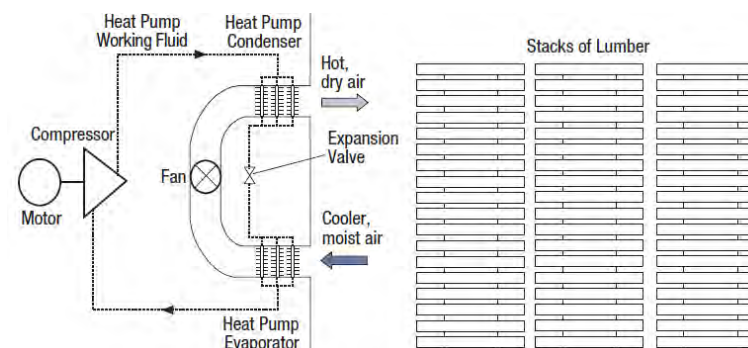 Heat Pump
Working Fluid
Heat Pump
Condenser
Stacks of Lumber
Hot,
dry air
Compressor
Expansion
Valve
Fan
Motor
Cooler,
moist air
Heat Pump
Evaporator